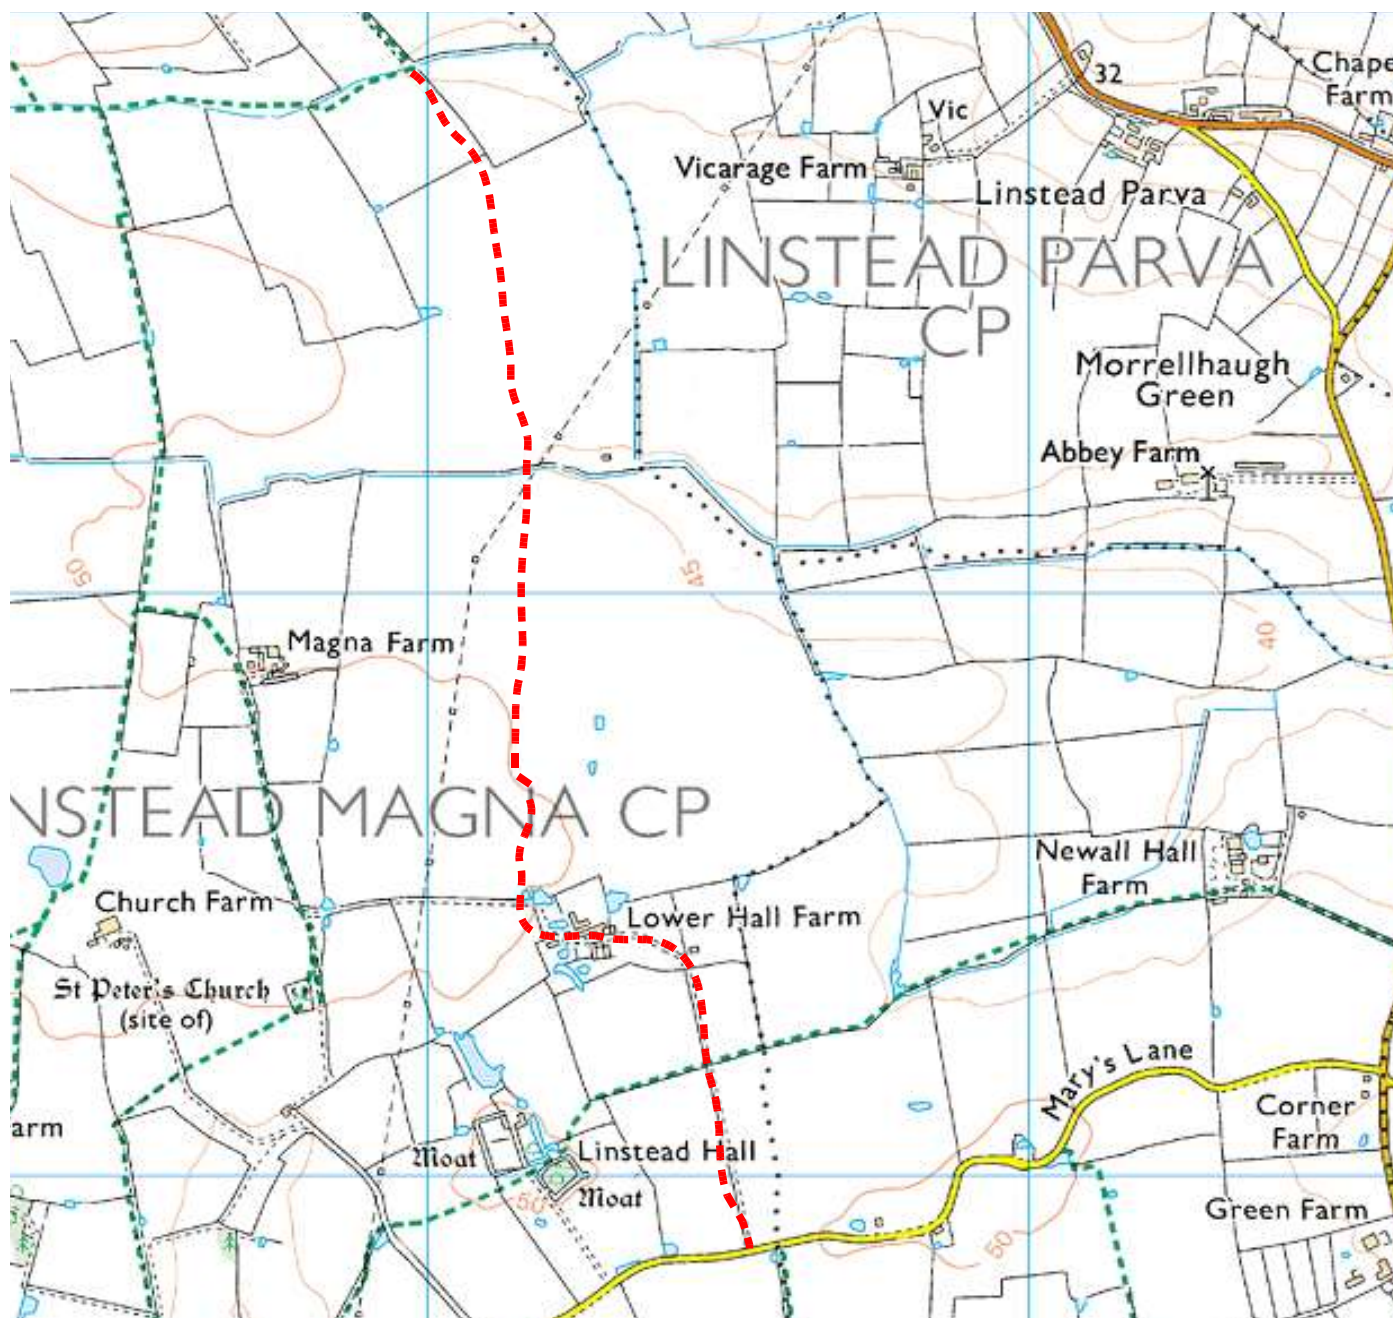 32
Chape
Farm
Vic
Vicarage Farm
Linstead Parva
LINSTEAD PARVA
CP
Morrellhaugh
Green
Abbey Farm
50
45
40
Magna Farm
NSTEAD MAGNA CP
Newall Hall
Farm
Church Farm
Lower Hall Farm
St Peter's Church
(site of)
Mary's Lane
arm
Corner
Farm
Moat
Linstead Hall
50
Moat
Green Farm
50